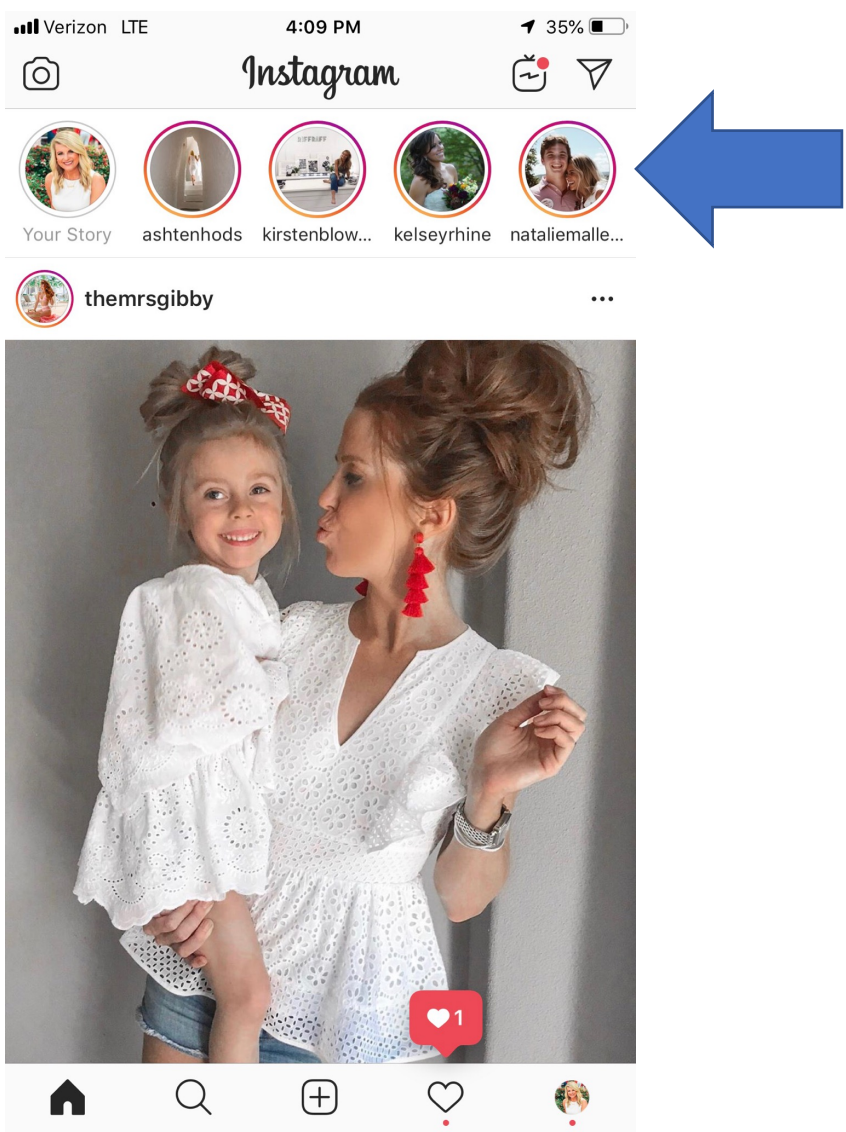 Verizon LTE 4:09 PM 35%
Instagram
Your Story ashtenhods kirstenblow... kelseyrhine nataliemalle...
themrsgibby
1